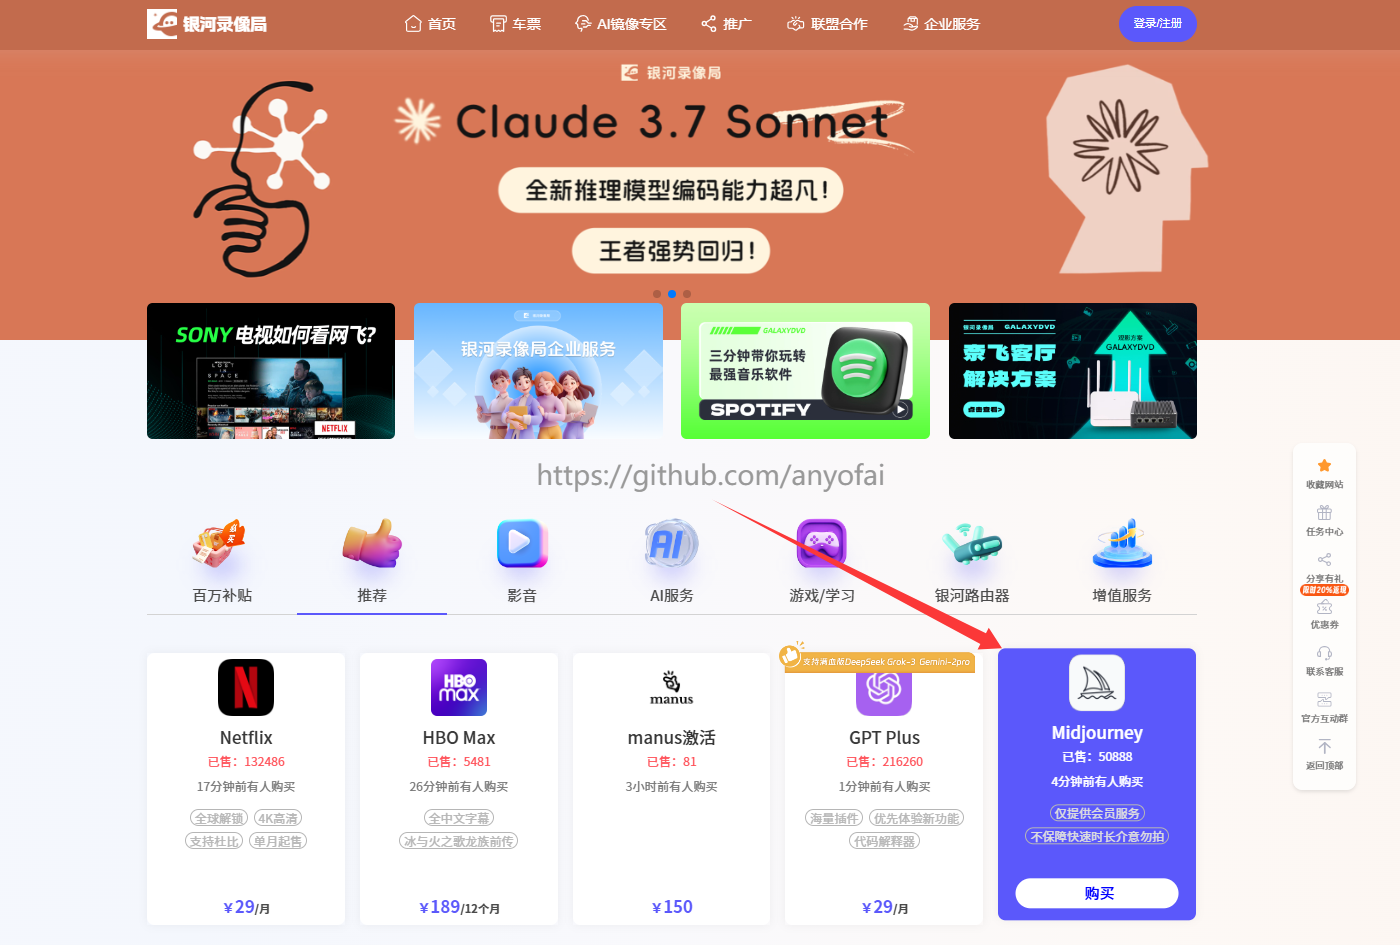 银河录像局
首页 车票 AI镜像专区 推广 联盟合作 企业服务
登录/注册
银河录像局
Claude 3.7 Sonnet
全新推理模型编码能力超凡!
王者强势回归!
SONY 电视如何看网飞?
LOST IN SPACE
NETFLIX
银河录像局企业服务
GALAXYDVD
三分钟带你玩转
最强音乐软件
SPOTIFY
银河录像局 GALAXYDVD
奈飞客厅
解决方案
点击查看>
观影方案
GALAXYDVD
https://github.com/anyofai
百万补贴
推荐
影音
AI服务
游戏/学习
银河路由器
增值服务
Netflix
已售：132486
17分钟前有人购买
全球解锁 4K高清
支持杜比 单月起售
￥29/月
HBO max
HBO Max
已售：5481
26分钟前有人购买
全中文字幕
冰与火之歌龙族前传
￥189/12个月
manus
manus激活
已售：81
3小时前有人购买
￥150
支持满血版DeepSeek Grok-3 Gemini-2pro
GPT Plus
已售：216260
1分钟前有人购买
海量插件 优先体验新功能
代码解释器
￥29/月
Midjourney
已售：50888
4分钟前有人购买
仅提供会员服务
不保障快速时长介意勿拍
购买
收藏网站
任务中心
分享有礼
限时20%返现
优惠券
联系客服
官方互动群
返回顶部